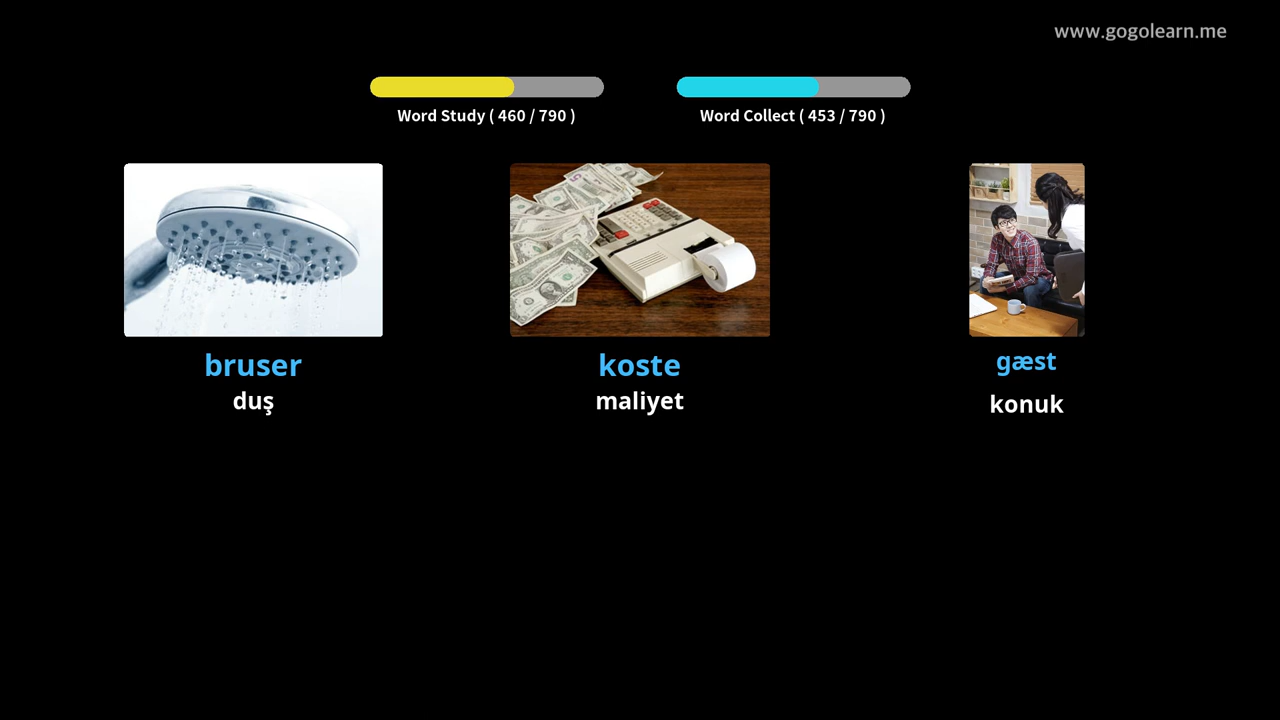 www.gogolearn.me
Word Study ( 460 / 790 )
Word Collect ( 453 / 790 )
bruser
duş
koste
maliyet
gæst
konuk